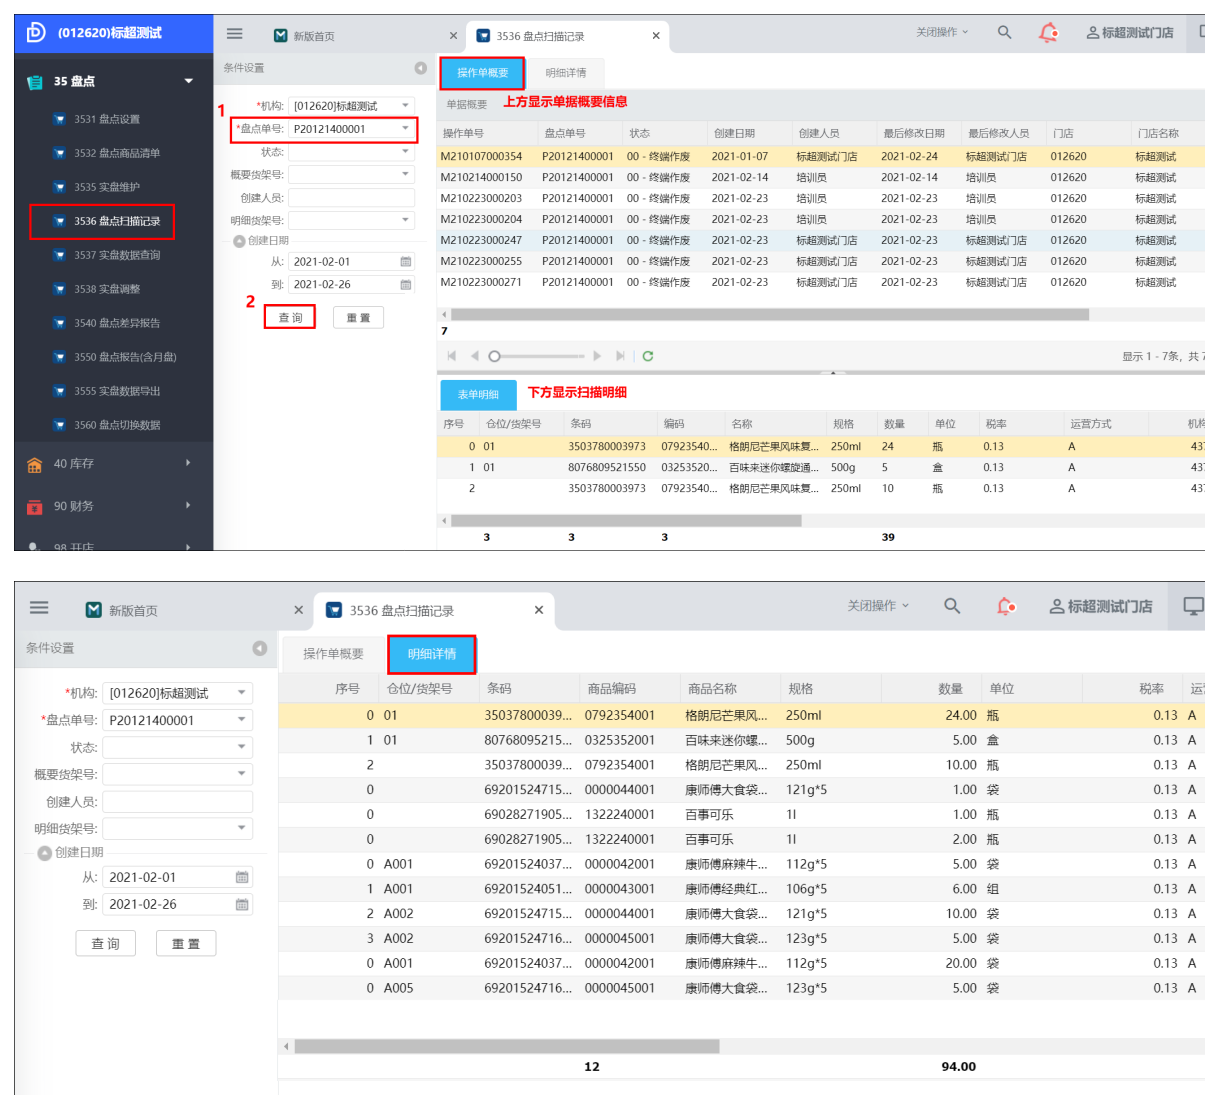 (012620)标超测试
新版首页
3536 盘点扫描记录
关闭操作
标超测试门店
35 盘点
3531 盘点设置
3532 盘点商品清单
3535 实盘维护
3536 盘点扫描记录
3537 实盘数据查询
3538 实盘调整
3540 盘点差异报告
3550 盘点报告(含月盘)
3555 实盘数据导出
3560 盘点切换数据
40 库存
90 财务
98 开店
条件设置
1
*机构: [012620]标超测试
*盘点单号: P20121400001
状态:
概要货架号:
创建人员:
明细货架号:
创建日期
从: 2021-02-01
到: 2021-02-26
2
查 询 重 置
操作单概要 明细详情
单据概要 上方显示单据概要信息
操作单号 盘点单号 状态 创建日期 创建人员 最后修改日期 最后修改人员 门店 门店名称
M210107000354 P20121400001 00 - 终端作废 2021-01-07 标超测试门店 2021-02-24 标超测试门店 012620 标超测试
M210214000150 P20121400001 00 - 终端作废 2021-02-14 培训员 2021-02-14 培训员 012620 标超测试
M210223000203 P20121400001 00 - 终端作废 2021-02-23 培训员 2021-02-23 培训员 012620 标超测试
M210223000204 P20121400001 00 - 终端作废 2021-02-23 培训员 2021-02-23 培训员 012620 标超测试
M210223000247 P20121400001 00 - 终端作废 2021-02-23 标超测试门店 2021-02-23 标超测试门店 012620 标超测试
M210223000255 P20121400001 00 - 终端作废 2021-02-23 标超测试门店 2021-02-23 标超测试门店 012620 标超测试
M210223000271 P20121400001 00 - 终端作废 2021-02-23 标超测试门店 2021-02-23 标超测试门店 012620 标超测试
7
显示 1 - 7条, 共 7
表单明细 下方显示扫描明细
序号 仓位/货架号 条码 编码 名称 规格 数量 单位 税率 运营方式 机构
0 01 3503780003973 07923540... 格朗尼芒果风味复... 250ml 24 瓶 0.13 A 437
1 01 8076809521550 03253520... 百味来迷你螺旋通... 500g 5 盒 0.13 A 437
2 3503780003973 07923540... 格朗尼芒果风味复... 250ml 10 瓶 0.13 A 437
3 3 3 39
新版首页
3536 盘点扫描记录
关闭操作
标超测试门店
条件设置
*机构: [012620]标超测试
*盘点单号: P20121400001
状态:
概要货架号:
创建人员:
明细货架号:
创建日期
从: 2021-02-01
到: 2021-02-26
查 询 重 置
操作单概要 明细详情
序号 仓位/货架号 条码 商品编码 商品名称 规格 数量 单位 税率 运营
0 01 35037800039... 0792354001 格朗尼芒果风... 250ml 24.00 瓶 0.13 A
1 01 80768095215... 0325352001 百味来迷你螺... 500g 5.00 盒 0.13 A
2 35037800039... 0792354001 格朗尼芒果风... 250ml 10.00 瓶 0.13 A
0 69201524715... 0000044001 康师傅大食袋... 121g*5 1.00 袋 0.13 A
0 69028271905... 1322240001 百事可乐 1l 1.00 瓶 0.13 A
0 69028271905... 1322240001 百事可乐 1l 2.00 瓶 0.13 A
0 A001 69201524037... 0000042001 康师傅麻辣牛... 112g*5 5.00 袋 0.13 A
1 A001 69201524051... 0000043001 康师傅经典红... 106g*5 6.00 组 0.13 A
2 A002 69201524715... 0000044001 康师傅大食袋... 121g*5 10.00 袋 0.13 A
3 A002 69201524716... 0000045001 康师傅大食袋... 123g*5 5.00 袋 0.13 A
0 A001 69201524037... 0000042001 康师傅麻辣牛... 112g*5 20.00 袋 0.13 A
0 A005 69201524716... 0000045001 康师傅大食袋... 123g*5 5.00 袋 0.13 A
12 94.00